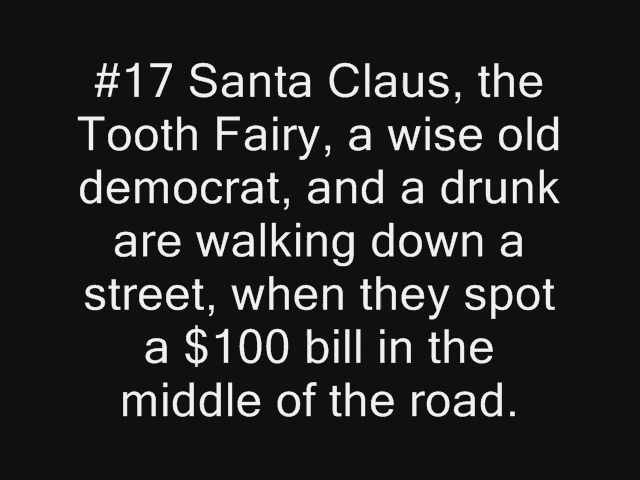 #17 Santa Claus, the
Tooth Fairy, a wise old
democrat, and a drunk
are walking down a
street, when they spot
a $100 bill in the
middle of the road.